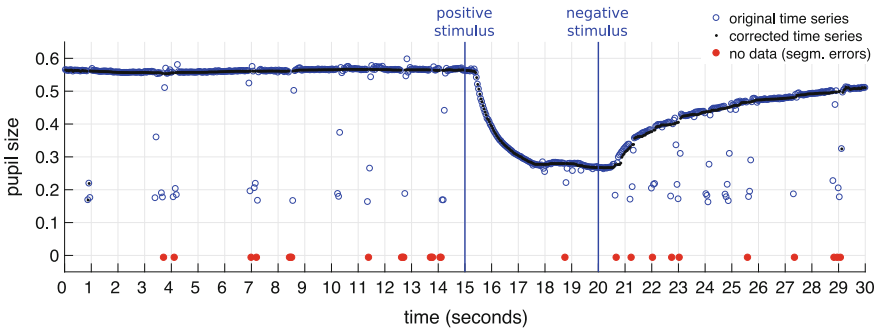 positive
stimulus
negative
stimulus
original time series
corrected time series
no data (segm. errors)
pupil size
0.6
0.5
0.4
0.3
0.2
0.1
0
0 1 2 3 4 5 6 7 8 9 10 11 12 13 14 15 16 17 18 19 20 21 22 23 24 25 26 27 28 29 30
time (seconds)